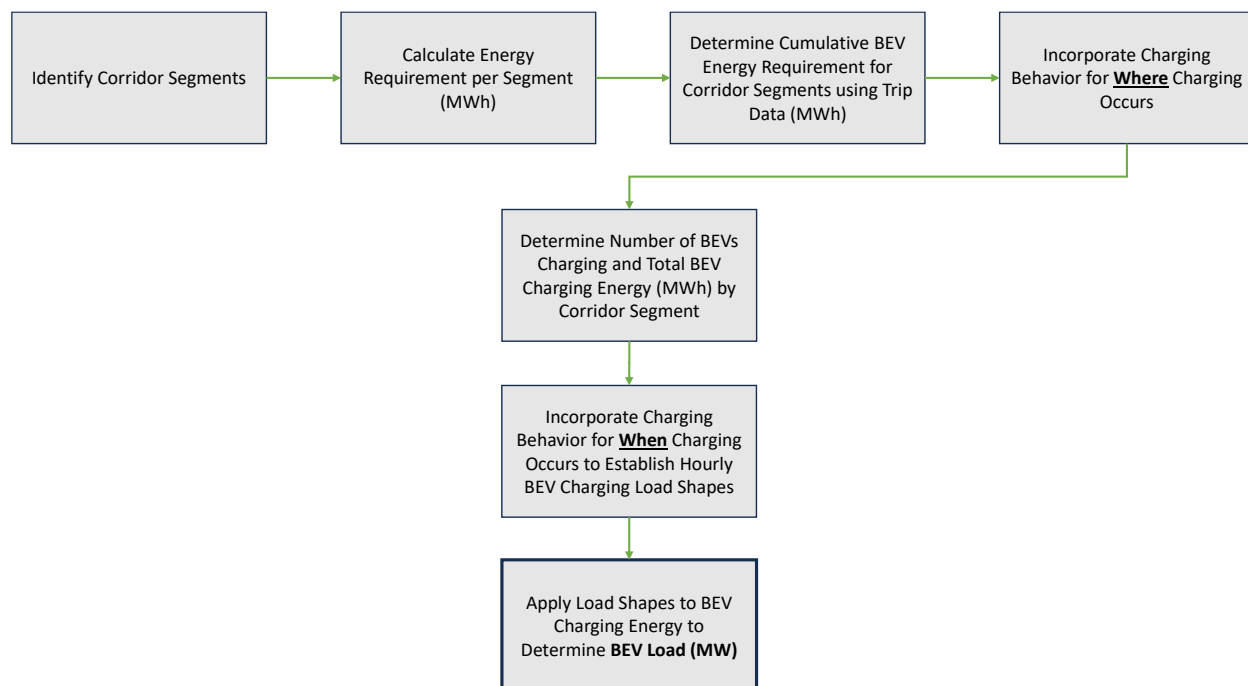 Identify Corridor Segments
Calculate Energy
Requirement per Segment
(MWh)
Determine Cumulative BEV
Energy Requirement for
Corridor Segments using Trip
Data (MWh)
Incorporate Charging
Behavior for Where Charging
Occurs
Determine Number of BEVs
Charging and Total BEV
Charging Energy (MWh) by
Corridor Segment
Incorporate Charging
Behavior for When Charging
Occurs to Establish Hourly
BEV Charging Load Shapes
Apply Load Shapes to BEV
Charging Energy to
Determine BEV Load (MW)